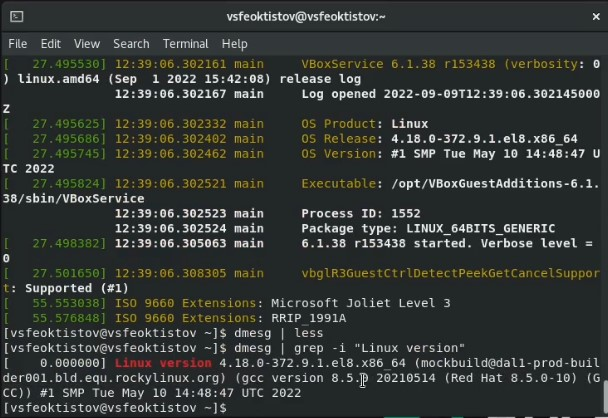 vsfeoktistov@vsfeoktistov:~
File Edit View Search Terminal Help
[   27.495530] 12:39:06.302161 main     VBoxService 6.1.38 r153438 (verbosity: 0
) linux.amd64 (Sep  1 2022 15:42:08) release log
               12:39:06.302167 main     Log opened 2022-09-09T12:39:06.302145000
Z
[   27.495625] 12:39:06.302332 main     OS Product: Linux
[   27.495686] 12:39:06.302402 main     OS Release: 4.18.0-372.9.1.el8.x86_64
[   27.495745] 12:39:06.302462 main     OS Version: #1 SMP Tue May 10 14:48:47 U
TC 2022
[   27.495824] 12:39:06.302521 main     Executable: /opt/VBoxGuestAdditions-6.1.
38/sbin/VBoxService
               12:39:06.302523 main     Process ID: 1552
               12:39:06.302524 main     Package type: LINUX_64BITS_GENERIC
[   27.498382] 12:39:06.305063 main     6.1.38 r153438 started. Verbose level =
0
[   27.501650] 12:39:06.308305 main     vbglR3GuestCtrlDetectPeekGetCancelSuppor
t: Supported (#1)
[   55.553038] ISO 9660 Extensions: Microsoft Joliet Level 3
[   55.576848] ISO 9660 Extensions: RRIP_1991A
[vsfeoktistov@vsfeoktistov ~]$ dmesg | less
[vsfeoktistov@vsfeoktistov ~]$ dmesg | grep -i "Linux version"
[    0.000000] Linux version 4.18.0-372.9.1.el8.x86_64 (mockbuild@dal1-prod-buil
der001.bld.equ.rockylinux.org) (gcc version 8.5.0 20210514 (Red Hat 8.5.0-10) (G
CC)) #1 SMP Tue May 10 14:48:47 UTC 2022
[vsfeoktistov@vsfeoktistov ~]$